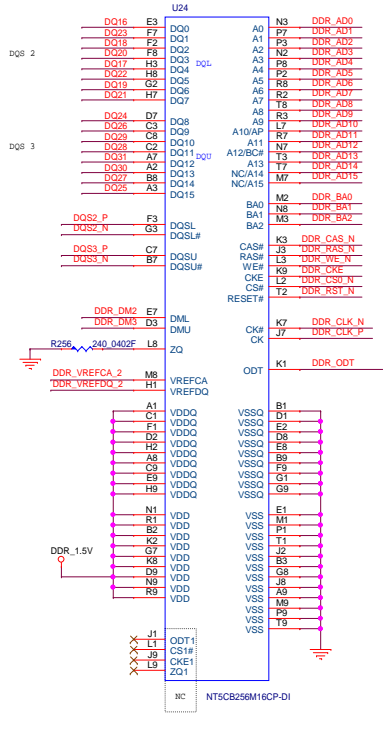 U24
DQ16 E3 DQ0 A0 N3 DDR_AD0
DQ23 F7 DQ1 A1 P7 DDR_AD1
DQ18 F2 DQ2 A2 P3 DDR_AD2
DQS 2 DQ20 F8 DQ3 DQL A3 N2 DDR_AD3
DQ17 H3 DQ4 A4 P8 DDR_AD4
DQ22 H8 DQ5 A5 P2 DDR_AD5
DQ19 G2 DQ6 A6 R8 DDR_AD6
DQ21 H7 DQ7 A7 R2 DDR_AD7
A8 T8 DDR_AD8
DQ24 D7 DQ8 A9 R3 DDR_AD9
DQ26 C3 DQ9 A10/AP L7 DDR_AD10
DQ29 C8 DQ10 A11 R7 DDR_AD11
DQS 3 DQ28 C2 DQ11 A12/BC# N7 DDR_AD12
DQ31 A7 DQ12 DQU A13 T3 DDR_AD13
DQ30 A2 DQ13 NC/A14 T7 DDR_AD14
DQ27 B8 DQ14 NC/A15 M7 DDR_AD15
DQ25 A3 DQ15
BA0 M2 DDR_BA0
BA1 N8 DDR_BA1
DQS2_P F3 DQSL BA2 M3 DDR_BA2
DQS2_N G3 DQSL#
CAS# K3 DDR_CAS_N
DQS3_P C7 DQSU RAS# J3 DDR_RAS_N
DQS3_N B7 DQSU# WE# L3 DDR_WE_N
CKE K9 DDR_CKE
CS# L2 DDR_CS0_N
RESET# T2 DDR_RST_N
DDR_DM2 E7 DML
DDR_DM3 D3 DMU CK# K7 DDR_CLK_N
CK J7 DDR_CLK_P
R256 240_0402F L8 ZQ
ODT K1 DDR_ODT
DDR_VREFCA_2 M8 VREFCA
DDR_VREFDQ_2 H1 VREFDQ
A1 VDDQ VSSQ B1
C1 VDDQ VSSQ D1
F1 VDDQ VSSQ E2
D2 VDDQ VSSQ D8
H2 VDDQ VSSQ E8
A8 VDDQ VSSQ B9
C9 VDDQ VSSQ F9
E9 VDDQ VSSQ G1
H9 VDDQ VSSQ G9
N1 VDD VSS E1
R1 VDD VSS M1
B2 VDD VSS P1
K2 VDD VSS T1
G7 VDD VSS J2
DDR_1.5V K8 VDD VSS B3
D9 VDD VSS G8
N9 VDD VSS J8
R9 VDD VSS A9
VSS M9
VSS P9
VSS T9
J1 ODT1
L1 CS1#
J9 CKE1
L9 ZQ1
NC NT5CB256M16CP-DI